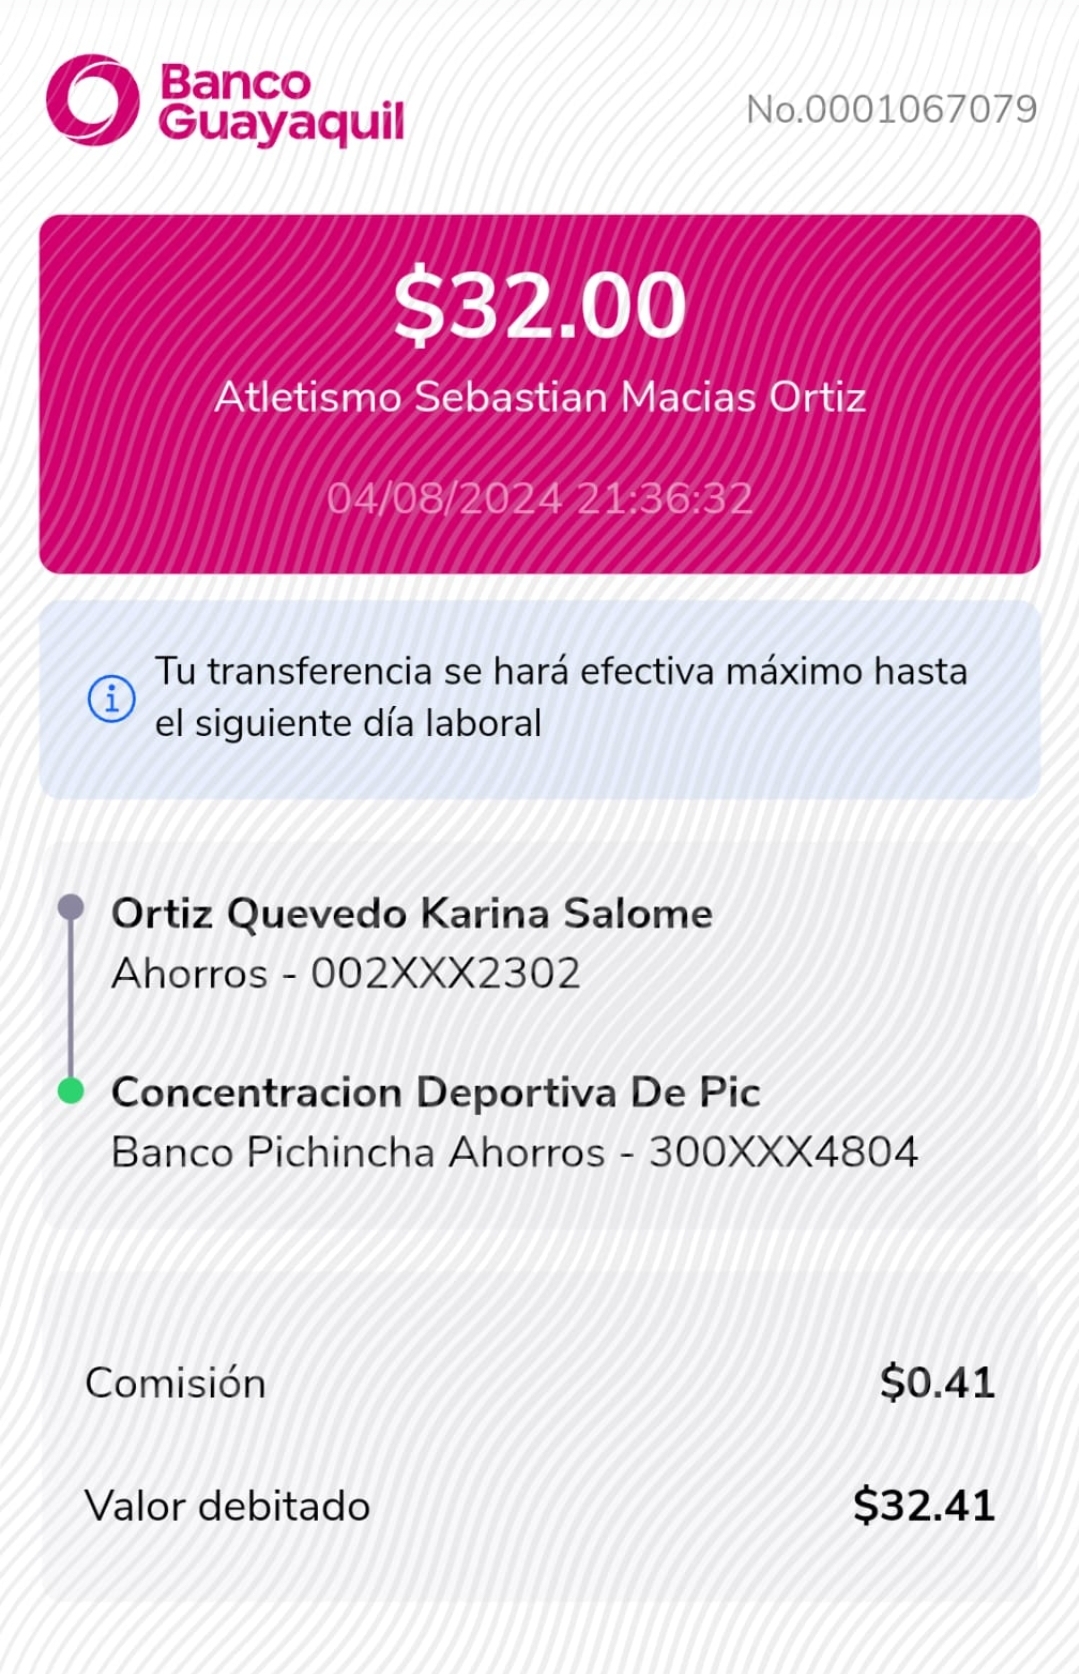 Banco
Guayaquil
No.0001067079
$32.00
Atletismo Sebastian Macias Ortiz
04/08/2024 21:36:32
Tu transferencia se hará efectiva máximo hasta
el siguiente día laboral
Ortiz Quevedo Karina Salome
Ahorros - 002XXX2302
Concentracion Deportiva De Pic
Banco Pichincha Ahorros - 300XXX4804
Comisión $0.41
Valor debitado $32.41